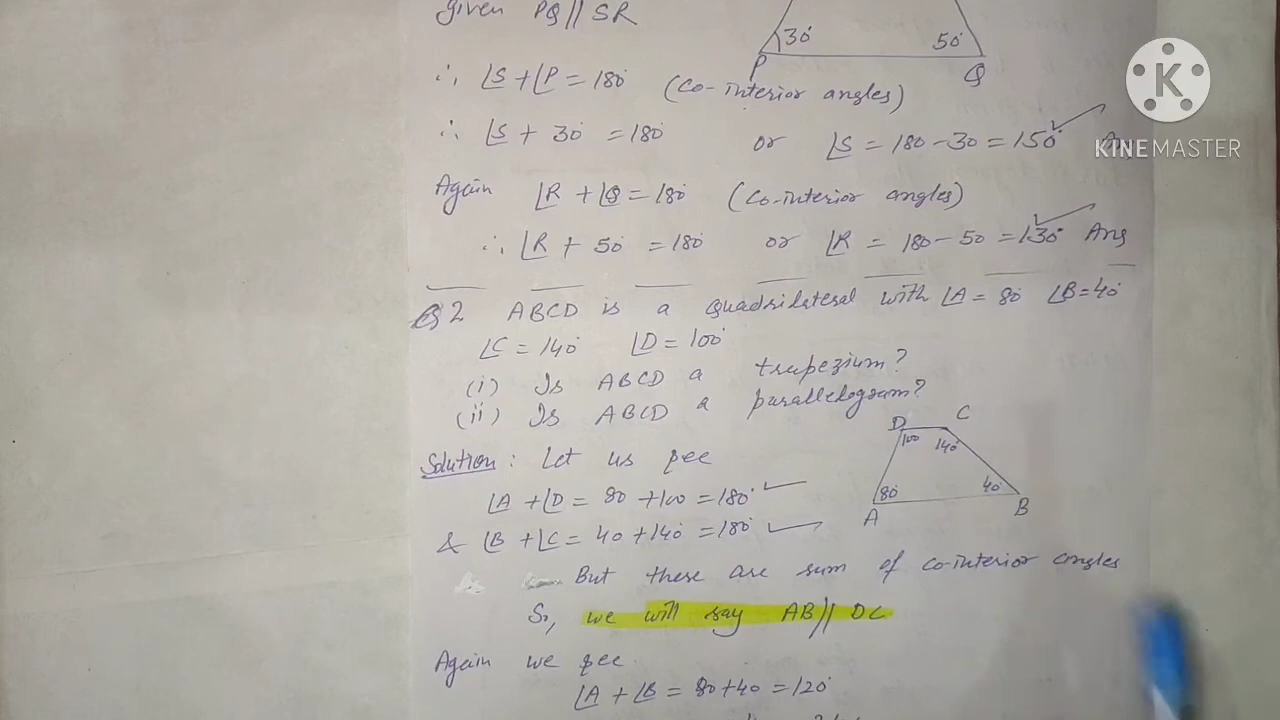 Given PQ || SR
30° 50°
P Q
∴ ∠S + ∠P = 180° (Co-interior angles)
∴ ∠S + 30° = 180° or ∠S = 180 - 30 = 150° An
K
KINEMASTER
Again ∠R + ∠Q = 180° (Co-interior angles)
∴ ∠R + 50° = 180° or ∠R = 180 - 50 = 130° Ans
Q2 ABCD is a quadrilateral with ∠A = 80° ∠B = 40°
∠C = 140° ∠D = 100°
(i) Is ABCD a trapezium?
(ii) Is ABCD a parallelogram?
D C
100 140°
80° 40°
A B
Solution: Let us see
∠A + ∠D = 80 + 100 = 180°
& ∠B + ∠C = 40 + 140° = 180°
But these are sum of co-interior angles
So, we will say AB || DC
Again we see
∠A + ∠B = 80 + 40 = 120°